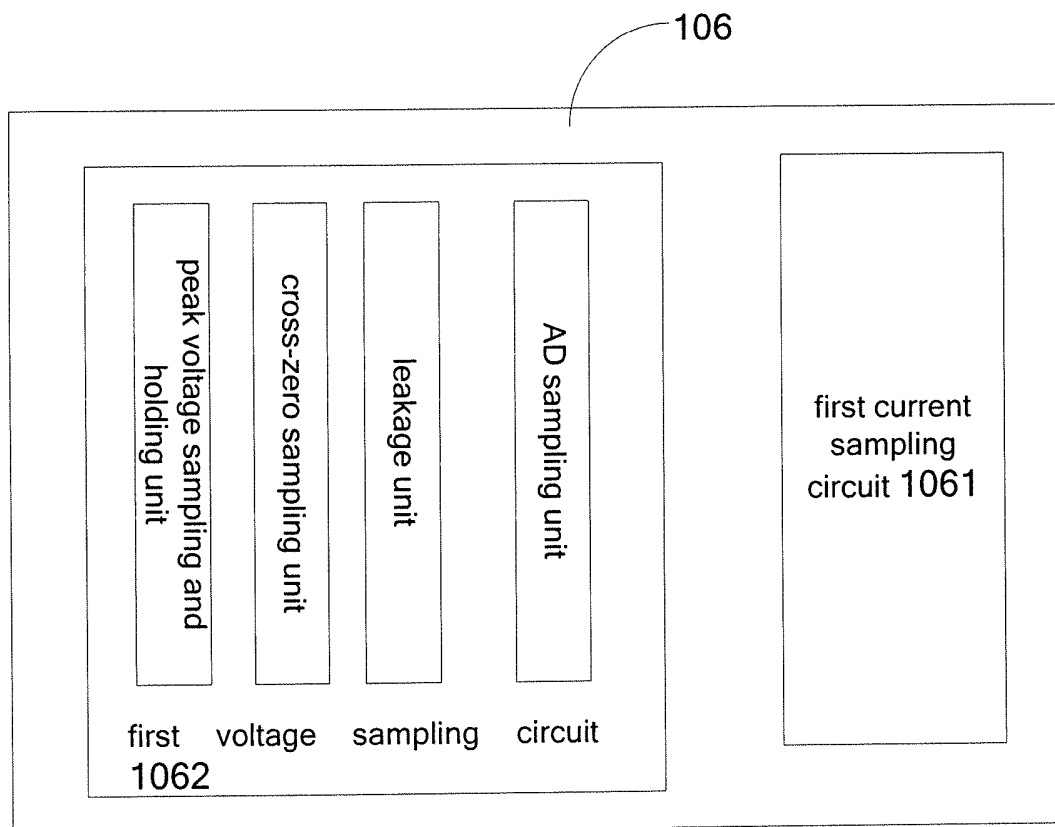 106
peak voltage sampling and
holding unit
cross-zero sampling unit
leakage unit
AD sampling unit
first voltage sampling circuit
1062
first current
sampling
circuit 1061